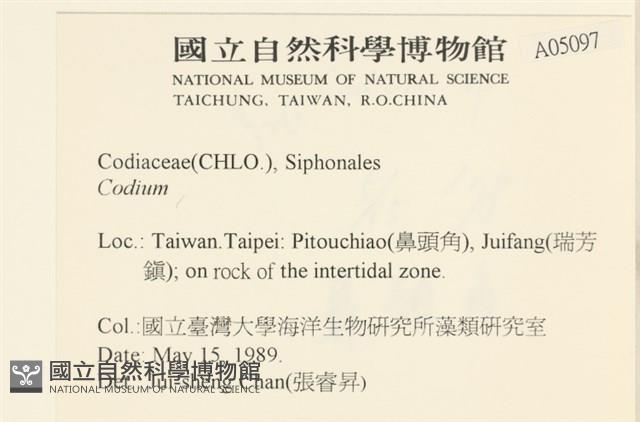 國立自然科學博物館
A05097
NATIONAL MUSEUM OF NATURAL SCIENCE
TAICHUNG, TAIWAN, R.O.CHINA
Codiaceae(CHLO.), Siphonales
Codium
Loc.: Taiwan.Taipei: Pitouchiao(鼻頭角), Juifang(瑞芳
鎮); on rock of the intertidal zone.
Col.:國立臺灣大學海洋生物研究所藻類研究室
Date: May 15, 1989.
Det.: Jui-sheng Chan(張睿昇)
國立自然科學博物館
NATIONAL MUSEUM OF NATURAL SCIENCE